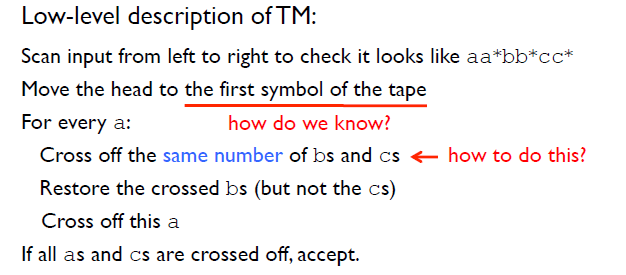 Low-level description of TM:
Scan input from left to right to check it looks like aa*bb*cc*
Move the head to the first symbol of the tape
For every a: how do we know?
Cross off the same number of bs and cs ← how to do this?
Restore the crossed bs (but not the cs)
Cross off this a
If all as and cs are crossed off, accept.